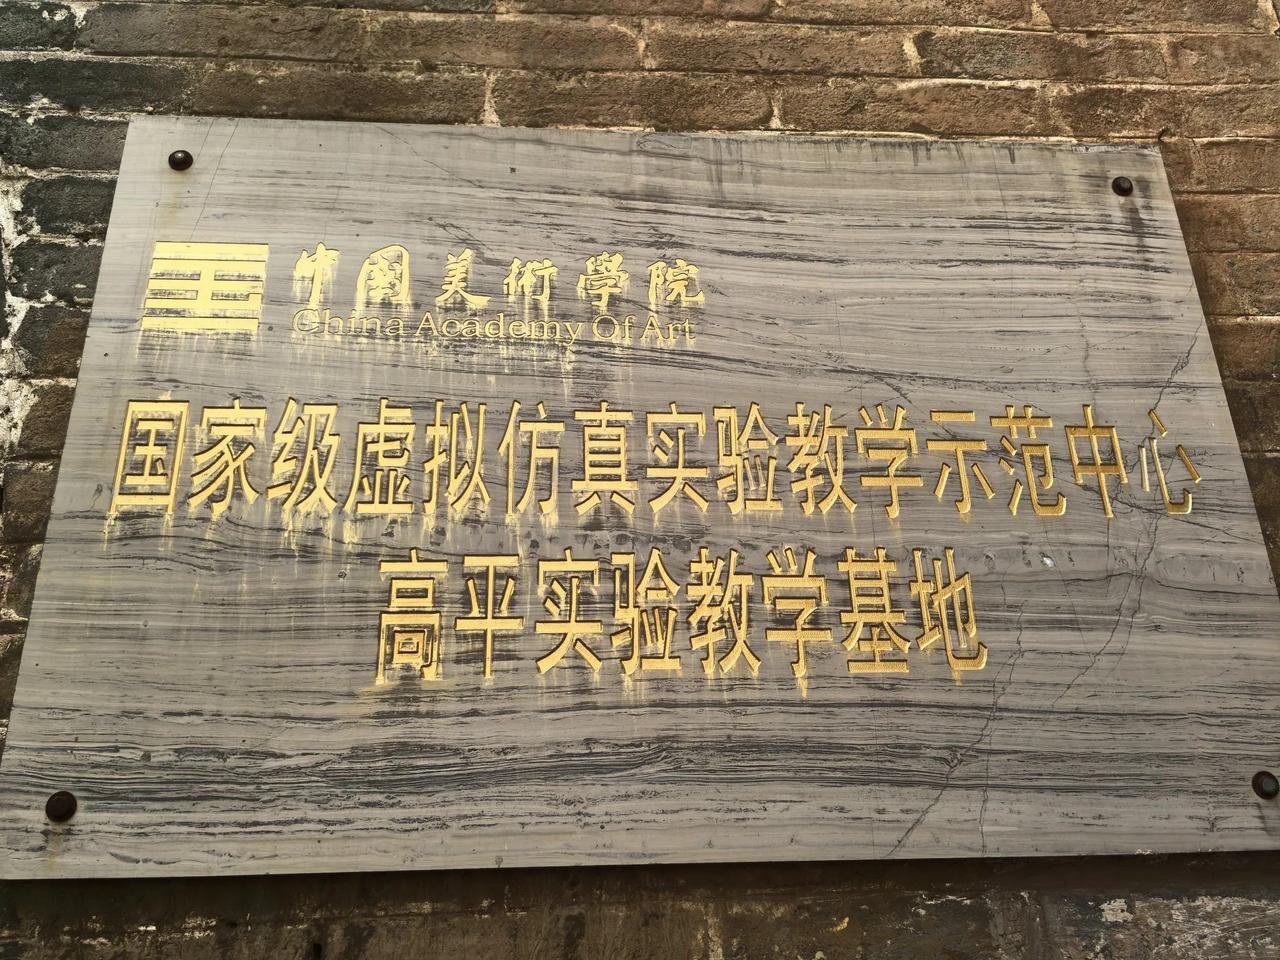 中国美術學院
China Academy Of Art
国家级虚拟仿真实验教学示范中心
高平实验教学基地